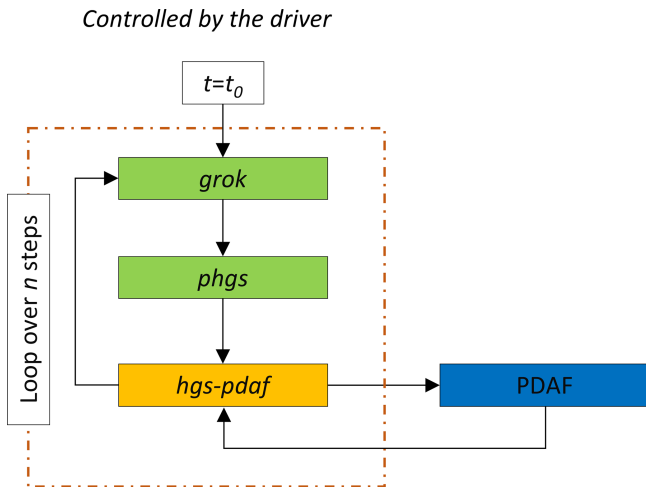 Controlled by the driver
t=t0
grok
Loop over n steps
phgs
hgs-pdaf
PDAF